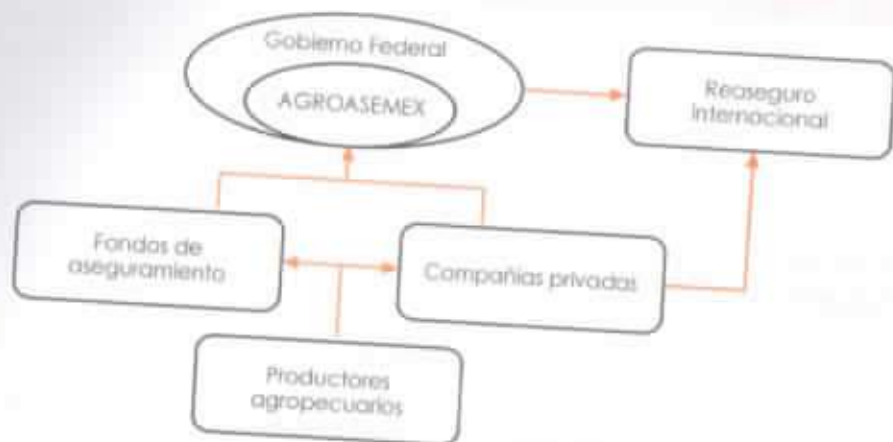 Gobierno Federal
AGROASEMEX
Reaseguro
Internacional
Fondos de
aseguramiento
Compañías privadas
Productores
agropecuarios